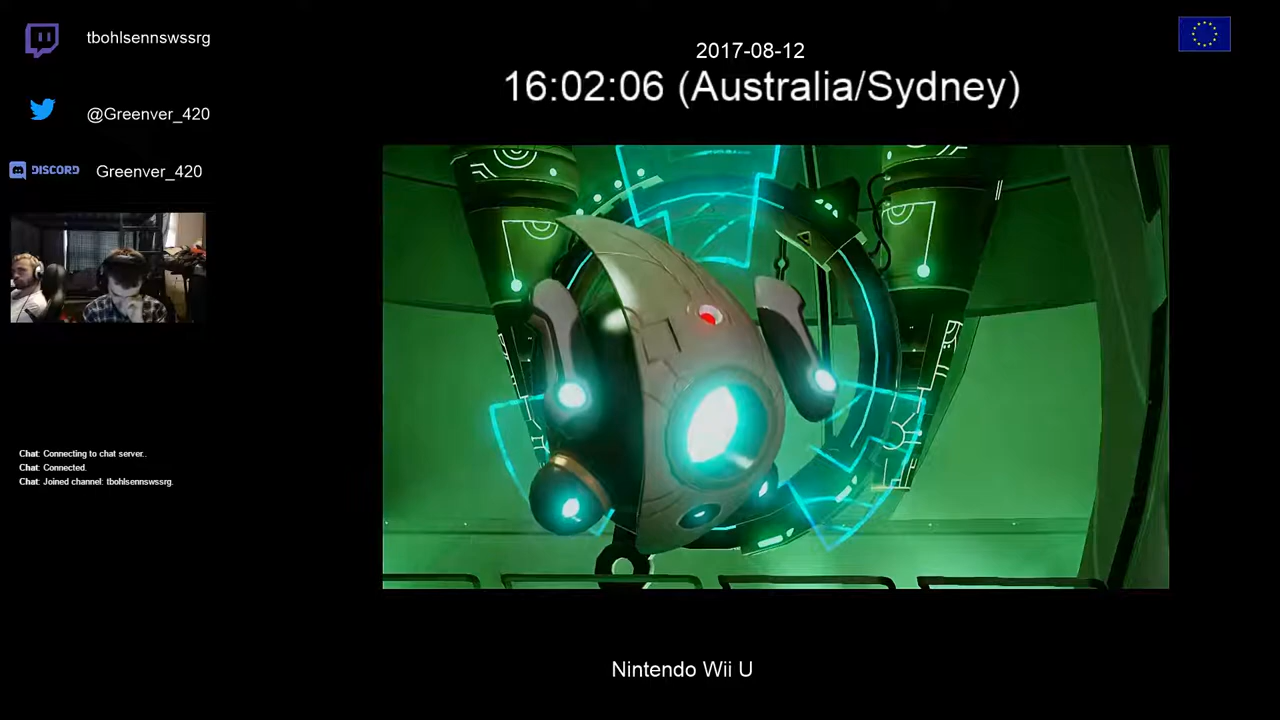 tbohlsennswssrg
2017-08-12
16:02:06 (Australia/Sydney)
@Greenver_420
DISCORD Greenver_420
Chat: Connecting to chat server..
Chat: Connected.
Chat: Joined channel: tbohlsennswssrg.
Nintendo Wii U